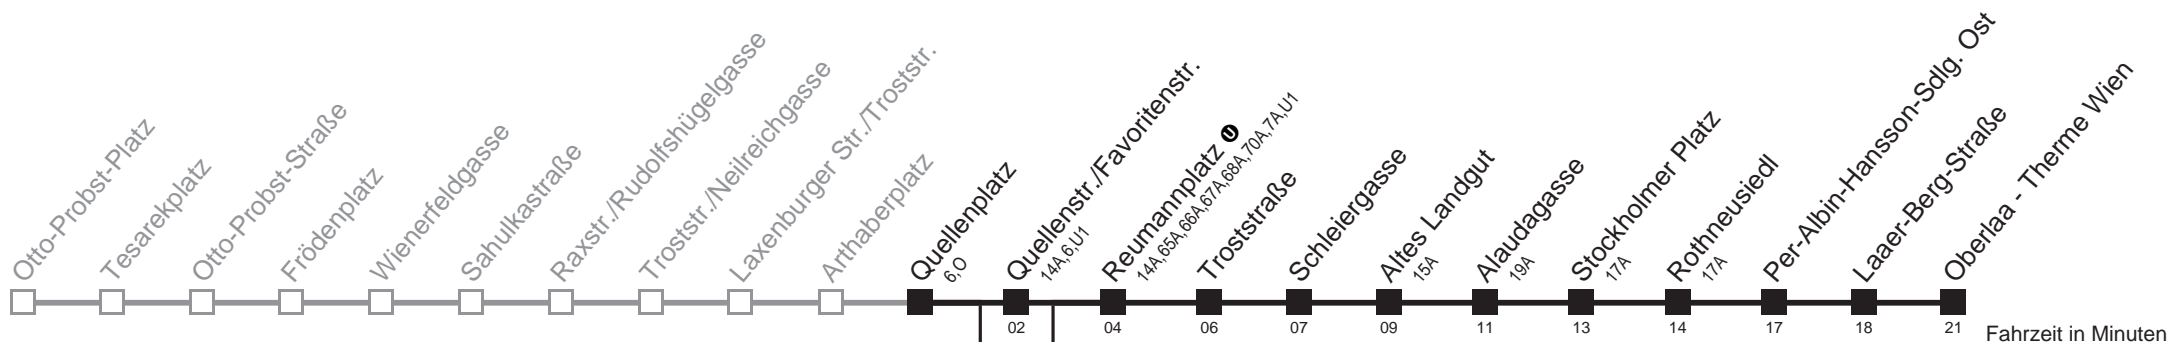 Otto-Probst-Platz
Tesarekplatz
Otto-Probst-Straße
Frödenplatz
Wienerfeldgasse
Sahulkastraße
Raxstr./Rudolfshügelgasse
Troststr./Neilreichgasse
Laxenburger Str./Troststr.
Arthaberplatz
Quellenplatz
6,O
Quellenstr./Favoritenstr.
14A,6,U1
Reumannplatz U
14A,65A,66A,67A,68A,70A,7A,U1
Troststraße
Schleiergasse
Altes Landgut
15A
Alaudagasse
19A
Stockholmer Platz
17A
Rothneusiedl
17A
Per-Albin-Hansson-Sdlg. Ost
Laaer-Berg-Straße
Oberlaa - Therme Wien
02 04 06 07 09 11 13 14 17 18 21
Fahrzeit in Minuten